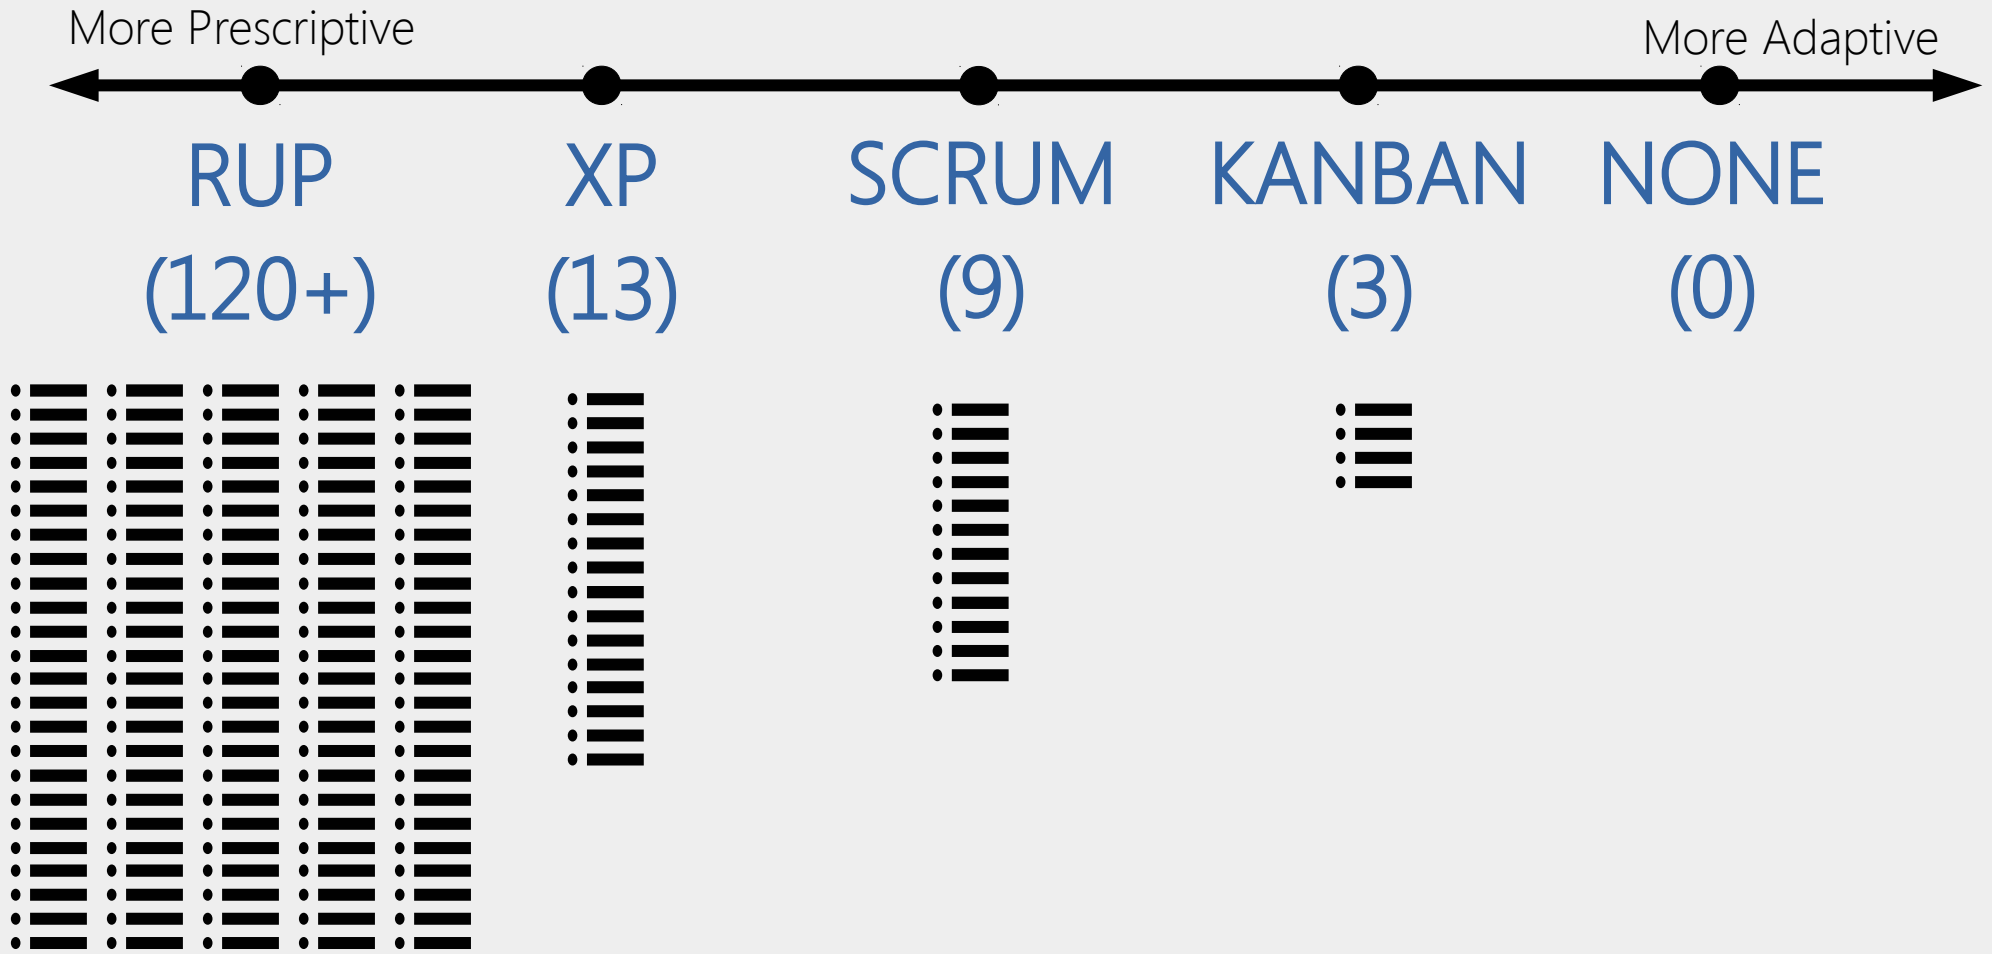 More Prescriptive
More Adaptive
RUP
XP
SCRUM
KANBAN
NONE
(120+)
(13)
(9)
(3)
(0)